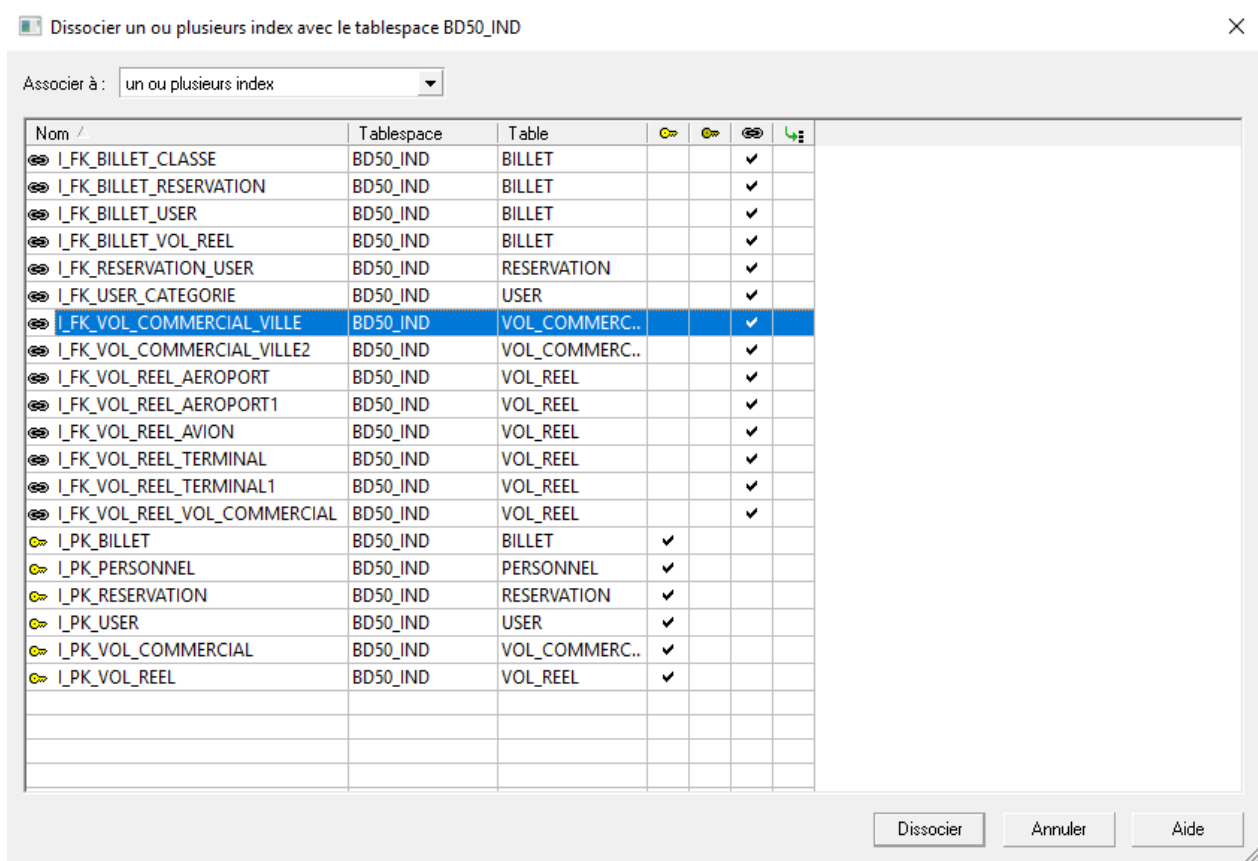 Dissocier un ou plusieurs index avec le tablespace BD50_IND
Associer à : un ou plusieurs index
Nom Tablespace Table
I_FK_BILLET_CLASSE BD50_IND BILLET
I_FK_BILLET_RESERVATION BD50_IND BILLET
I_FK_BILLET_USER BD50_IND BILLET
I_FK_BILLET_VOL_REEL BD50_IND BILLET
I_FK_RESERVATION_USER BD50_IND RESERVATION
I_FK_USER_CATEGORIE BD50_IND USER
I_FK_VOL_COMMERCIAL_VILLE BD50_IND VOL_COMMERC..
I_FK_VOL_COMMERCIAL_VILLE2 BD50_IND VOL_COMMERC..
I_FK_VOL_REEL_AEROPORT BD50_IND VOL_REEL
I_FK_VOL_REEL_AEROPORT1 BD50_IND VOL_REEL
I_FK_VOL_REEL_AVION BD50_IND VOL_REEL
I_FK_VOL_REEL_TERMINAL BD50_IND VOL_REEL
I_FK_VOL_REEL_TERMINAL1 BD50_IND VOL_REEL
I_FK_VOL_REEL_VOL_COMMERCIAL BD50_IND VOL_REEL
I_PK_BILLET BD50_IND BILLET
I_PK_PERSONNEL BD50_IND PERSONNEL
I_PK_RESERVATION BD50_IND RESERVATION
I_PK_USER BD50_IND USER
I_PK_VOL_COMMERCIAL BD50_IND VOL_COMMERC..
I_PK_VOL_REEL BD50_IND VOL_REEL
Dissocier Annuler Aide